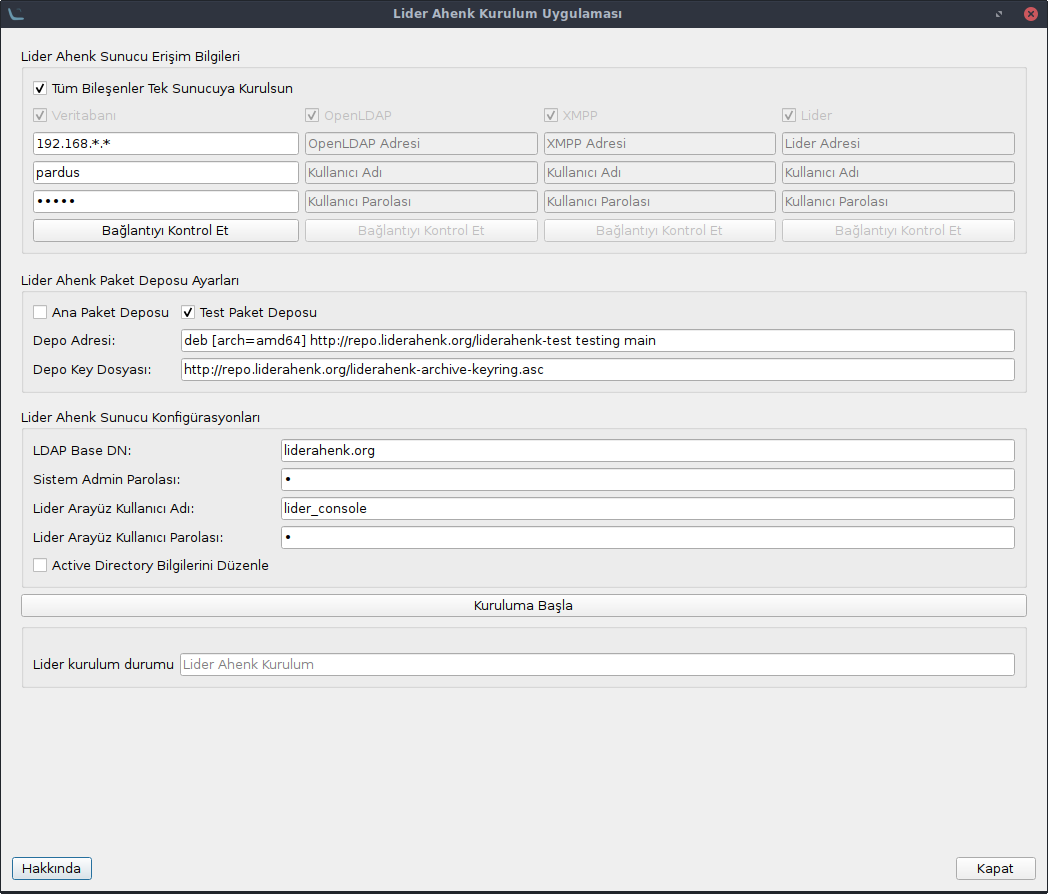 Lider Ahenk Kurulum Uygulaması
Lider Ahenk Sunucu Erişim Bilgileri
Tüm Bileşenler Tek Sunucuya Kurulsun
Veritabanı OpenLDAP XMPP Lider
192.168.*.* OpenLDAP Adresi XMPP Adresi Lider Adresi
pardus Kullanıcı Adı Kullanıcı Adı Kullanıcı Adı
••••• Kullanıcı Parolası Kullanıcı Parolası Kullanıcı Parolası
Bağlantıyı Kontrol Et Bağlantıyı Kontrol Et Bağlantıyı Kontrol Et Bağlantıyı Kontrol Et
Lider Ahenk Paket Deposu Ayarları
Ana Paket Deposu Test Paket Deposu
Depo Adresi: deb [arch=amd64] http://repo.liderahenk.org/liderahenk-test testing main
Depo Key Dosyası: http://repo.liderahenk.org/liderahenk-archive-keyring.asc
Lider Ahenk Sunucu Konfigürasyonları
LDAP Base DN: liderahenk.org
Sistem Admin Parolası: •
Lider Arayüz Kullanıcı Adı: lider_console
Lider Arayüz Kullanıcı Parolası: •
Active Directory Bilgilerini Düzenle
Kuruluma Başla
Lider kurulum durumu Lider Ahenk Kurulum
Hakkında Kapat